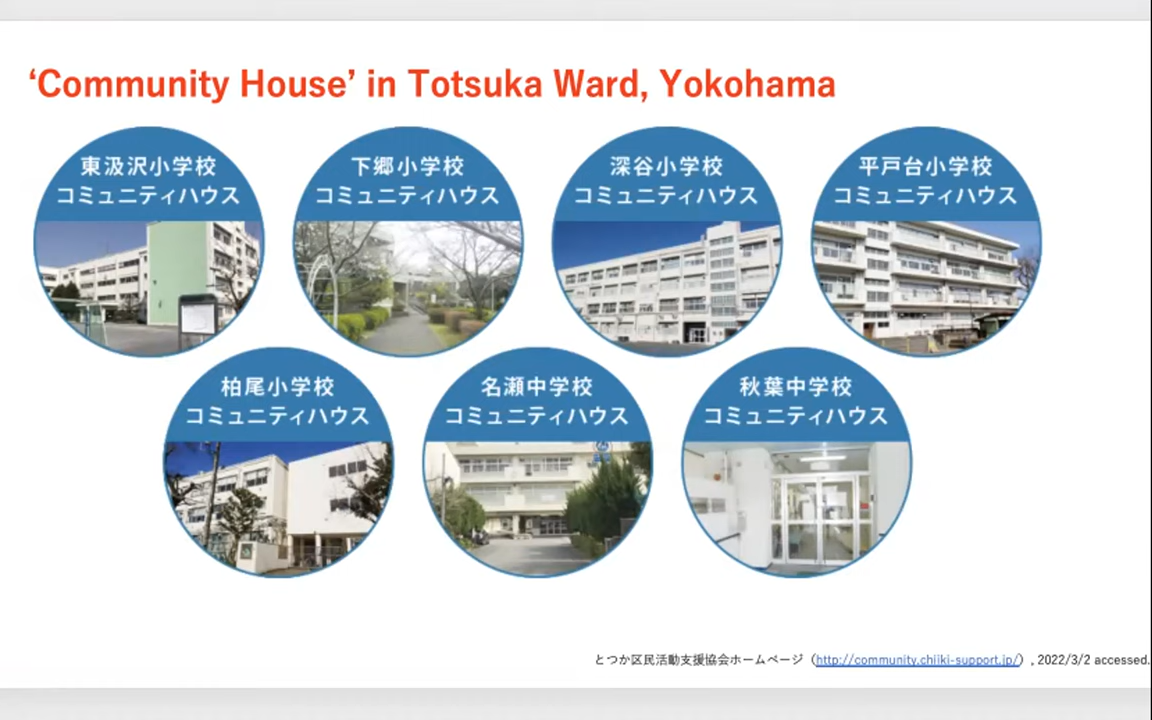 ‘Community House’ in Totsuka Ward, Yokohama
東汲沢小学校
コミュニティハウス
下郷小学校
コミュニティハウス
深谷小学校
コミュニティハウス
平戸台小学校
コミュニティハウス
柏尾小学校
コミュニティハウス
名瀬中学校
コミュニティハウス
秋葉中学校
コミュニティハウス
とつか区民活動支援協会ホームページ（http://community.chiiki-support.jp/）, 2022/3/2 accessed.